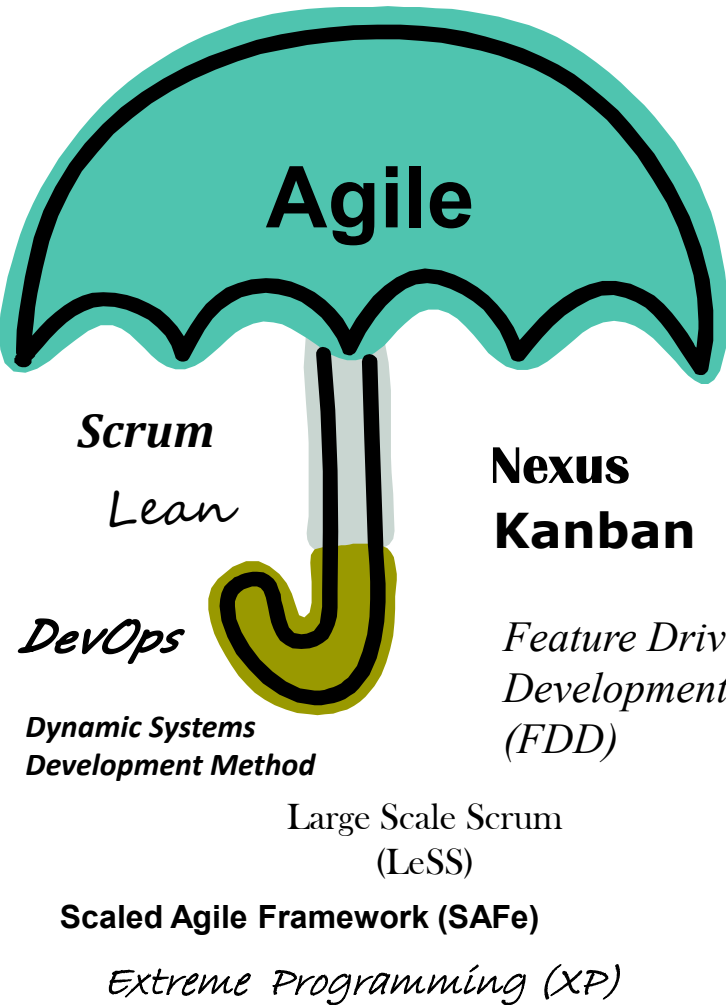 Agile
Scrum
Lean
Nexus
Kanban
DevOps
Feature Driv
Development
(FDD)
Dynamic Systems
Development Method
Large Scale Scrum
(LeSS)
Scaled Agile Framework (SAFe)
Extreme Programming (XP)